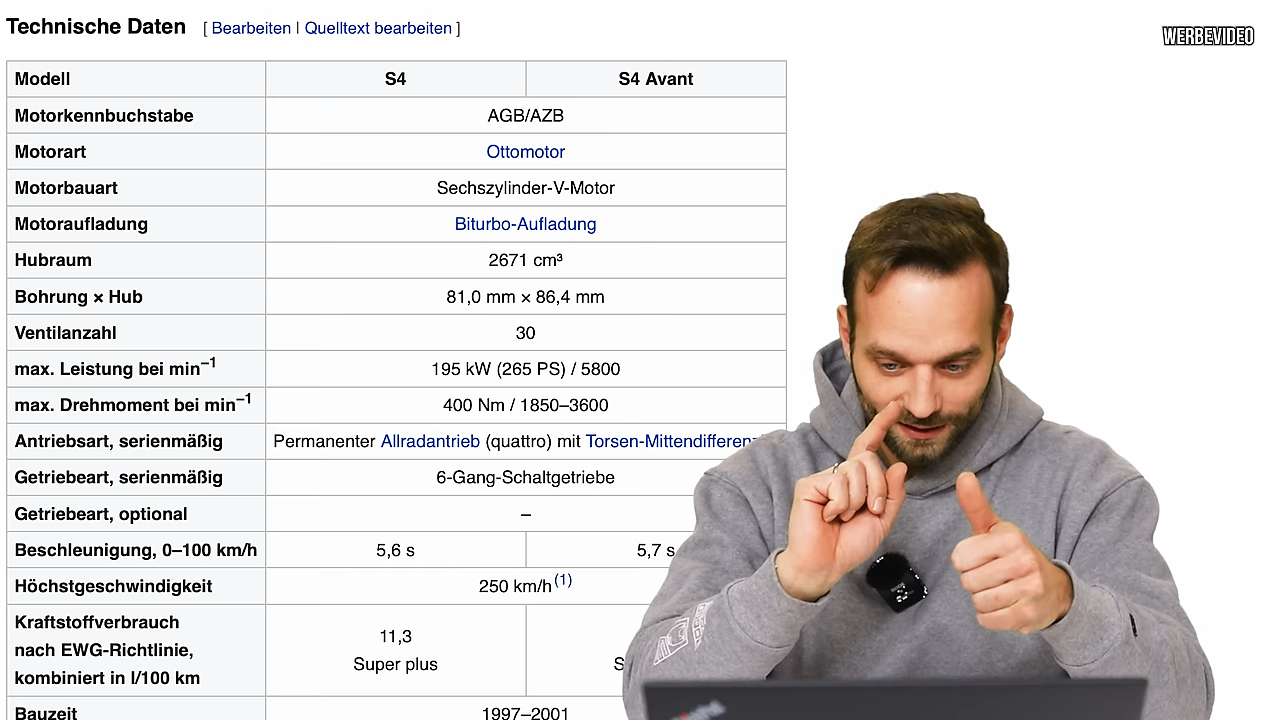 Technische Daten [ Bearbeiten | Quelltext bearbeiten ]
WERBEVIDEO
Modell S4 S4 Avant
Motorkennbuchstabe AGB/AZB
Motorart Ottomotor
Motorbauart Sechszylinder-V-Motor
Motoraufladung Biturbo-Aufladung
Hubraum 2671 cm³
Bohrung × Hub 81,0 mm × 86,4 mm
Ventilanzahl 30
max. Leistung bei min⁻¹ 195 kW (265 PS) / 5800
max. Drehmoment bei min⁻¹ 400 Nm / 1850–3600
Antriebsart, serienmäßig Permanenter Allradantrieb (quattro) mit
Getriebeart, serienmäßig 6-Gang-Schaltgetriebe
Getriebeart, optional –
Beschleunigung, 0–100 km/h 5,6 s 5,7 s
Höchstgeschwindigkeit 250 km/h⁽¹⁾
Kraftstoffverbrauch
nach EWG-Richtlinie,
kombiniert in l/100 km
11,3
Super plus
Bauzeit 1997–2001